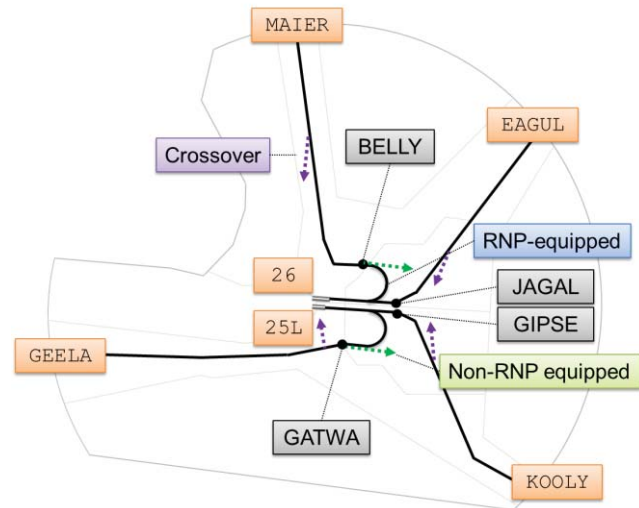 MAIER
EAGUL
Crossover
BELLY
RNP-equipped
26
JAGAL
25L
GIPSE
GEELA
Non-RNP equipped
GATWA
KOOLY